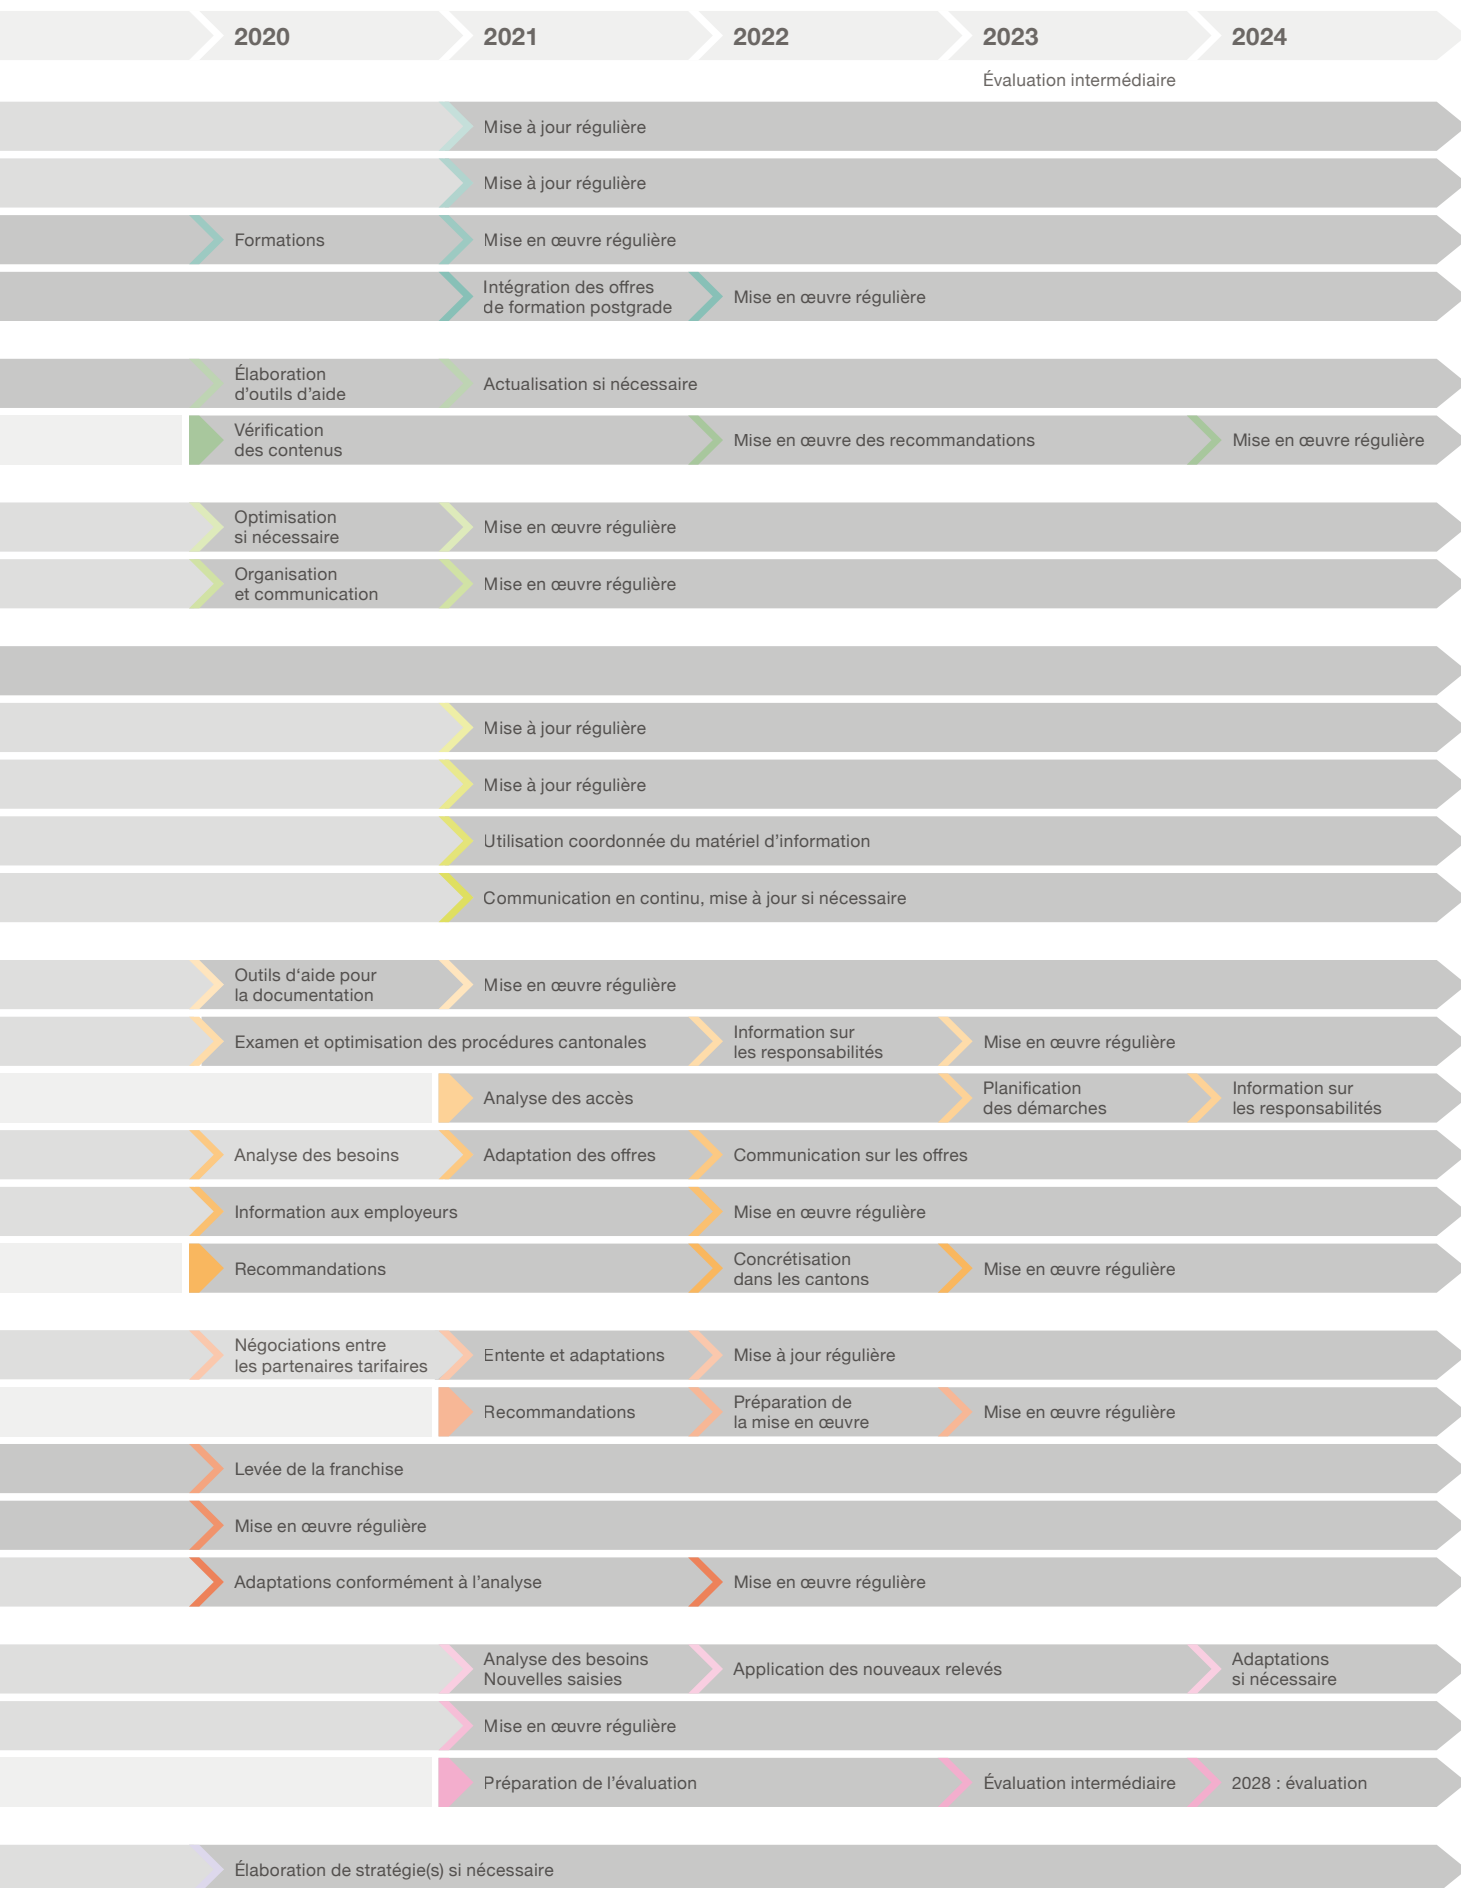 2020 2021 2022 2023 2024
Évaluation intermédiaire
Mise à jour régulière
Mise à jour régulière
Formations
Mise en œuvre régulière
Intégration des offres
de formation postgrade
Mise en œuvre régulière
Élaboration
d’outils d’aide
Actualisation si nécessaire
Vérification
des contenus
Mise en œuvre des recommandations
Mise en œuvre régulière
Optimisation
si nécessaire
Mise en œuvre régulière
Organisation
et communication
Mise en œuvre régulière
Mise à jour régulière
Mise à jour régulière
Utilisation coordonnée du matériel d’information
Communication en continu, mise à jour si nécessaire
Outils d‘aide pour
la documentation
Mise en œuvre régulière
Examen et optimisation des procédures cantonales
Information sur
les responsabilités
Mise en œuvre régulière
Analyse des accès
Planification
des démarches
Information sur
les responsabilités
Analyse des besoins
Adaptation des offres
Communication sur les offres
Information aux employeurs
Mise en œuvre régulière
Recommandations
Concrétisation
dans les cantons
Mise en œuvre régulière
Négociations entre
les partenaires tarifaires
Entente et adaptations
Mise à jour régulière
Recommandations
Préparation de
la mise en œuvre
Mise en œuvre régulière
Levée de la franchise
Mise en œuvre régulière
Adaptations conformément à l’analyse
Mise en œuvre régulière
Analyse des besoins
Nouvelles saisies
Application des nouveaux relevés
Adaptations
si nécessaire
Mise en œuvre régulière
Préparation de l’évaluation
Évaluation intermédiaire
2028 : évaluation
Élaboration de stratégie(s) si nécessaire